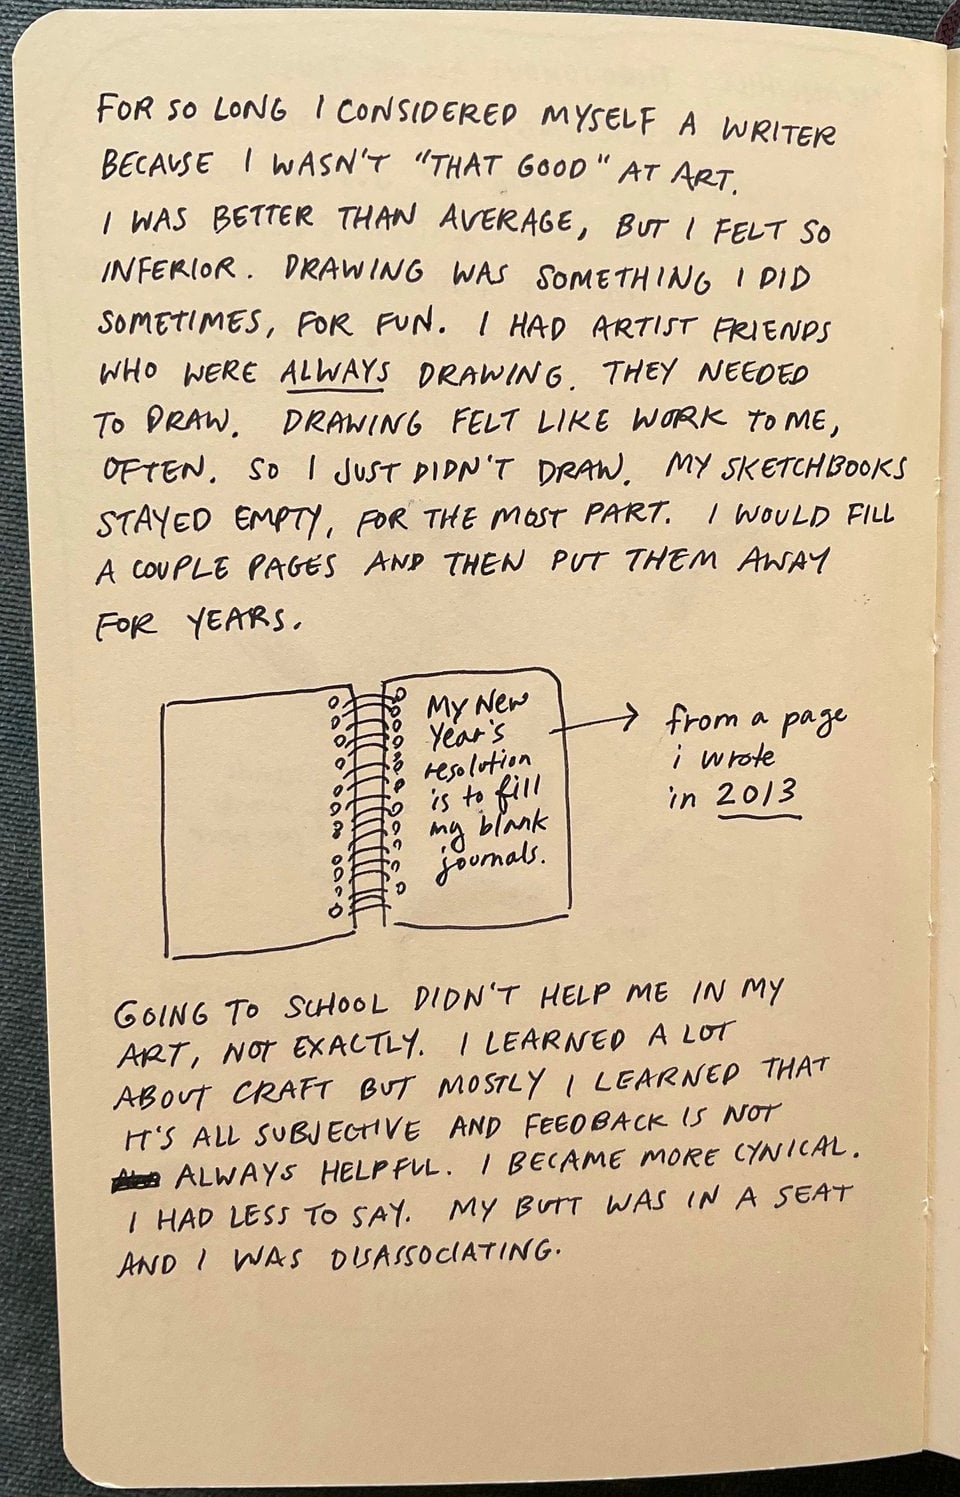 FOR SO LONG I CONSIDERED MYSELF A WRITER
BECAUSE I WASN'T "THAT GOOD" AT ART.
I WAS BETTER THAN AVERAGE, BUT I FELT SO
INFERIOR. DRAWING WAS SOMETHING I DID
SOMETIMES, FOR FUN. I HAD ARTIST FRIENDS
WHO WERE ALWAYS DRAWING. THEY NEEDED
TO DRAW. DRAWING FELT LIKE WORK TO ME,
OFTEN. SO I JUST DIDN'T DRAW. MY SKETCHBOOKS
STAYED EMPTY, FOR THE MOST PART. I WOULD FILL
A COUPLE PAGES AND THEN PUT THEM AWAY
FOR YEARS.
My New
Year's
resolution
is to fill
my blank
journals.
from a page
i wrote
in 2013
GOING TO SCHOOL DIDN'T HELP ME IN MY
ART, NOT EXACTLY. I LEARNED A LOT
ABOUT CRAFT BUT MOSTLY I LEARNED THAT
IT'S ALL SUBJECTIVE AND FEEDBACK IS NOT
ALWAYS HELPFUL. I BECAME MORE CYNICAL.
I HAD LESS TO SAY. MY BUTT WAS IN A SEAT
AND I WAS DISASSOCIATING.